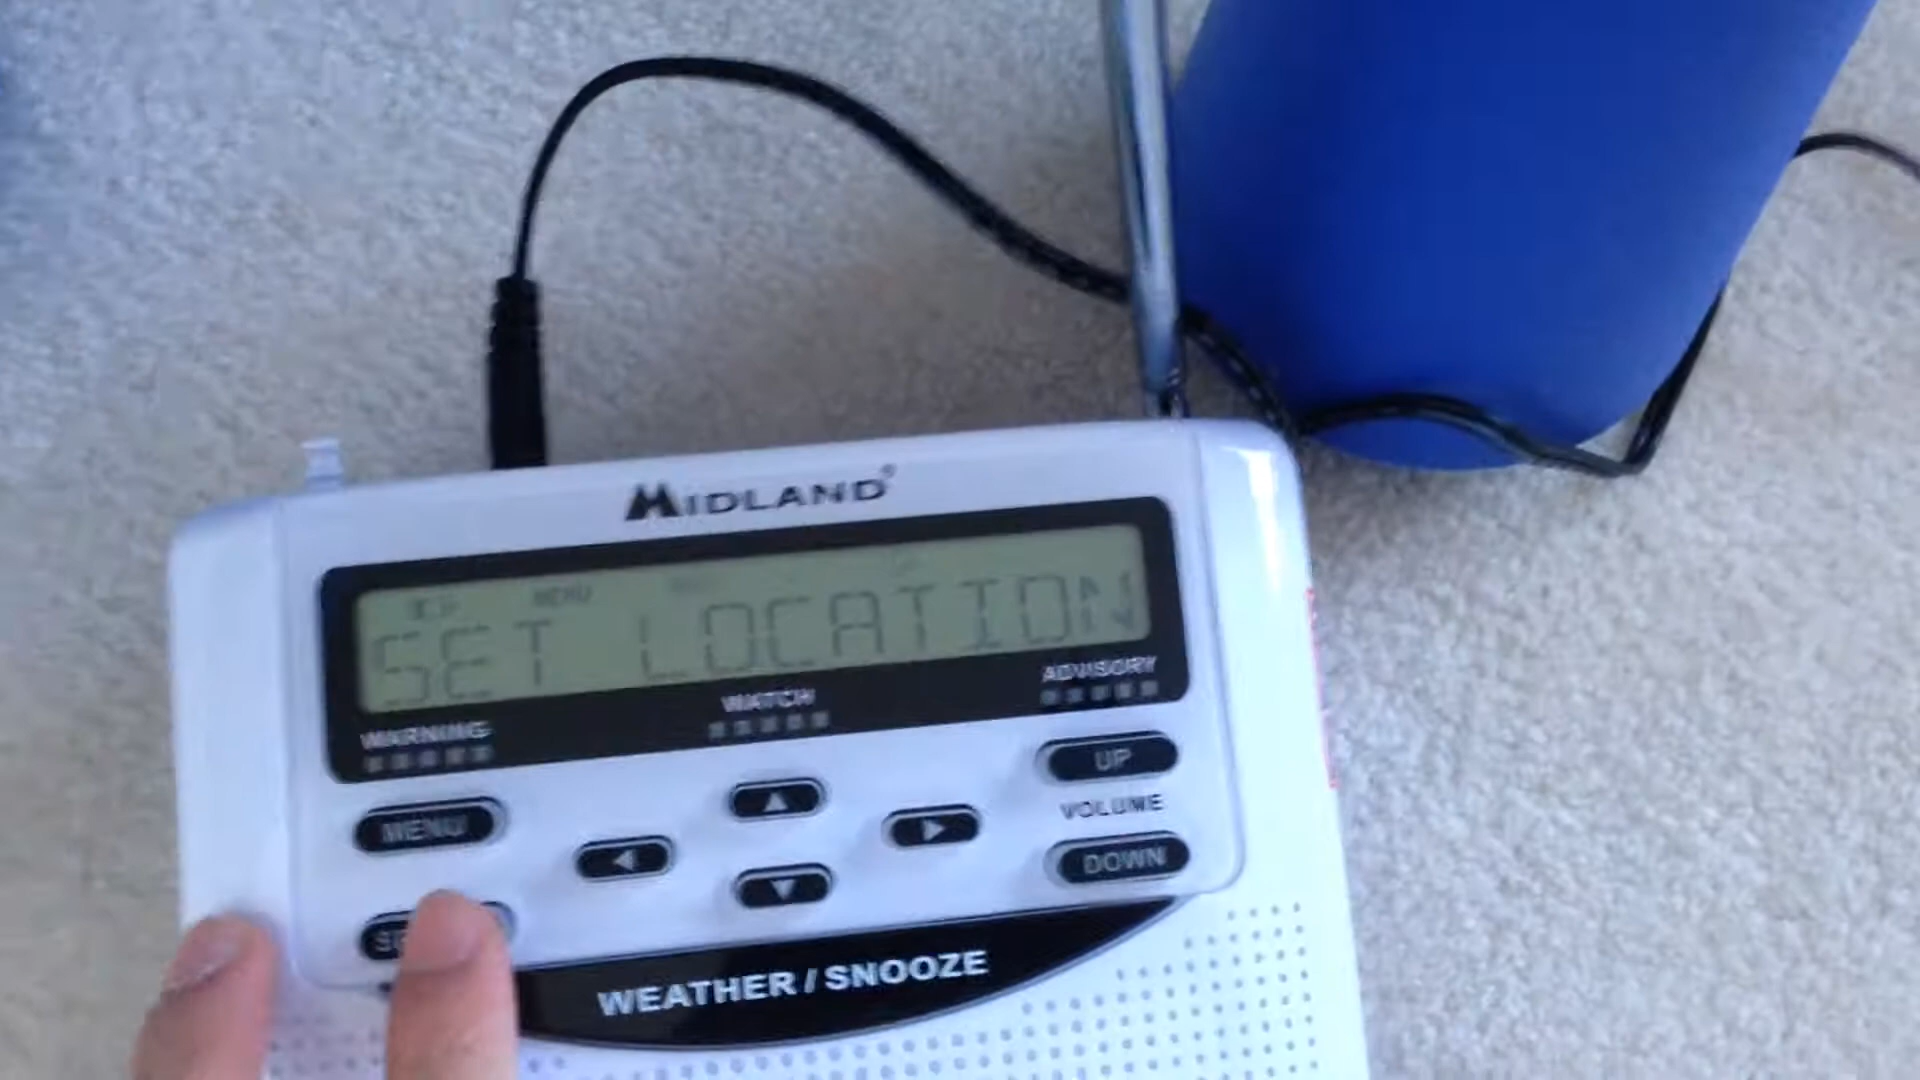 MIDLAND®
MENU
SET LOCATION
WARNING
WATCH
ADVISORY
MENU
UP
VOLUME
DOWN
WEATHER / SNOOZE